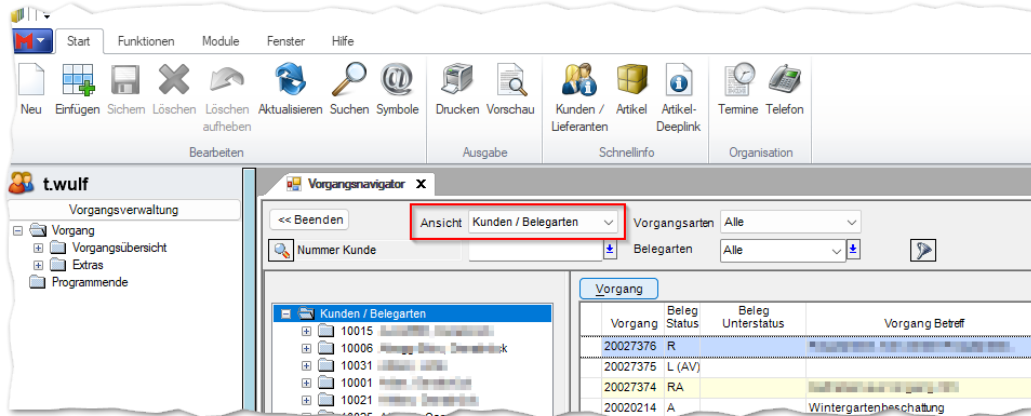 Start Funktionen Module Fenster Hilfe
Neu Einfügen Sichern Löschen Löschen aufheben Aktualisieren Suchen Symbole Drucken Vorschau Kunden / Lieferanten Artikel Artikel-Deeplink Termine Telefon
Bearbeiten Ausgabe Schnellinfo Organisation
t.wulf
Vorgangsverwaltung
Vorgang
Vorgangsübersicht
Extras
Programmende
Vorgangsnavigator X
<< Beenden Ansicht Kunden / Belegarten Vorgangsarten Alle
Nummer Kunde Belegarten Alle
Kunden / Belegarten
10015
10006
10031
10001
10021
Vorgang
Vorgang Beleg Status Beleg Unterstatus Vorgang Betreff
20027376 R
20027375 L (AV)
20027374 RA
20020214 A Wintergartenbeschattung